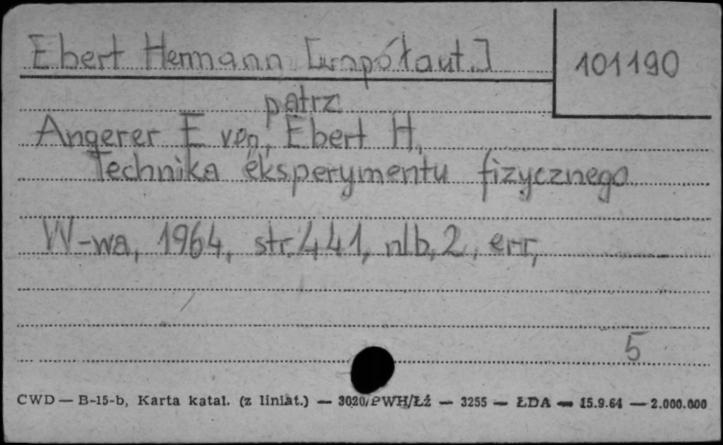 Ebert Hermann [współaut.]
101190
patrz
Angerer E von, Ebert H.
Technika eksperymentu fizycznego
W-wa, 1964, str. 441, nlb, 2, err,
5
CWD — B-15-b, Karta katal. (z liniat.) — 3020/PWH/Łź — 3255 — ŁDA — 15.9.64 — 2.000.000